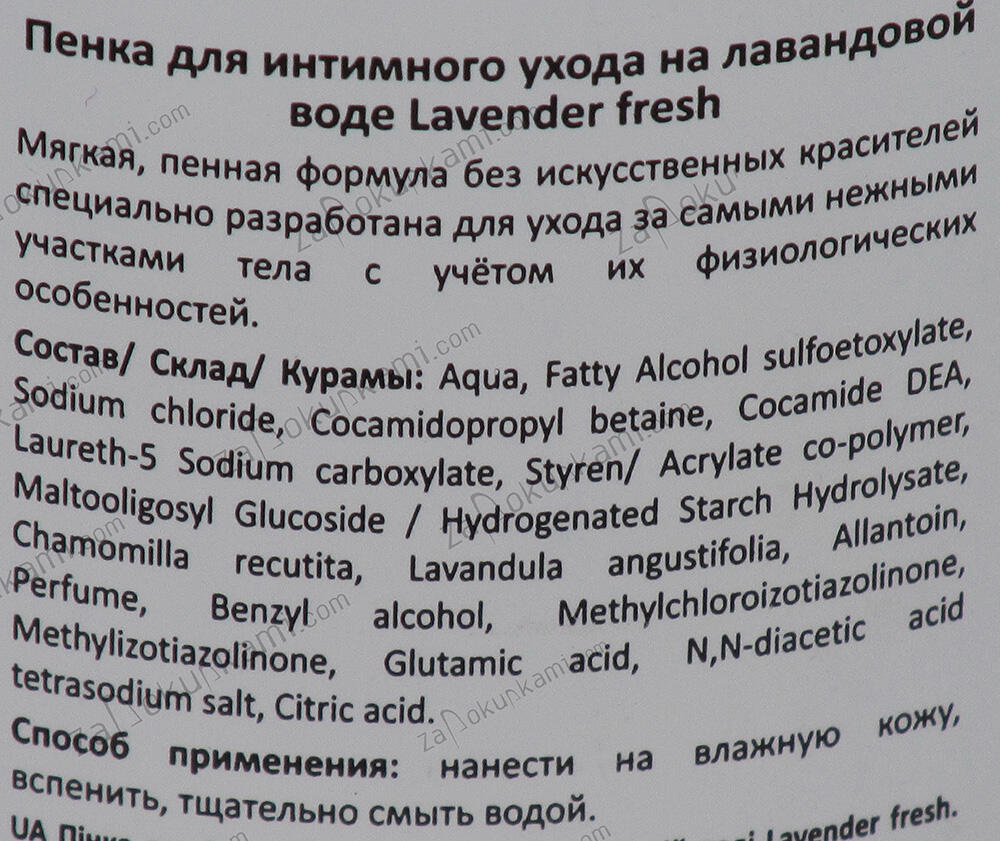 Пенка для интимного ухода на лавандовой
воде Lavender fresh
Мягкая, пенная формула без искусственных красителей
специально разработана для ухода за самыми нежными
участками тела с учётом их физиологических
особенностей.
Состав/ Склад/ Курамы: Aqua, Fatty Alcohol sulfoetoxylate,
Sodium chloride, Cocamidopropyl betaine, Cocamide DEA,
Laureth-5 Sodium carboxylate, Styren/ Acrylate co-polymer,
Maltooligosyl Glucoside / Hydrogenated Starch Hydrolysate,
Chamomilla recutita, Lavandula angustifolia, Allantoin,
Perfume, Benzyl alcohol, Methylchloroizotiazolinone,
Methylizotiazolinone, Glutamic acid, N,N-diacetic acid
tetrasodium salt, Citric acid.
Способ применения: нанести на влажную кожу,
вспенить, тщательно смыть водой.
UA Lavender fresh.